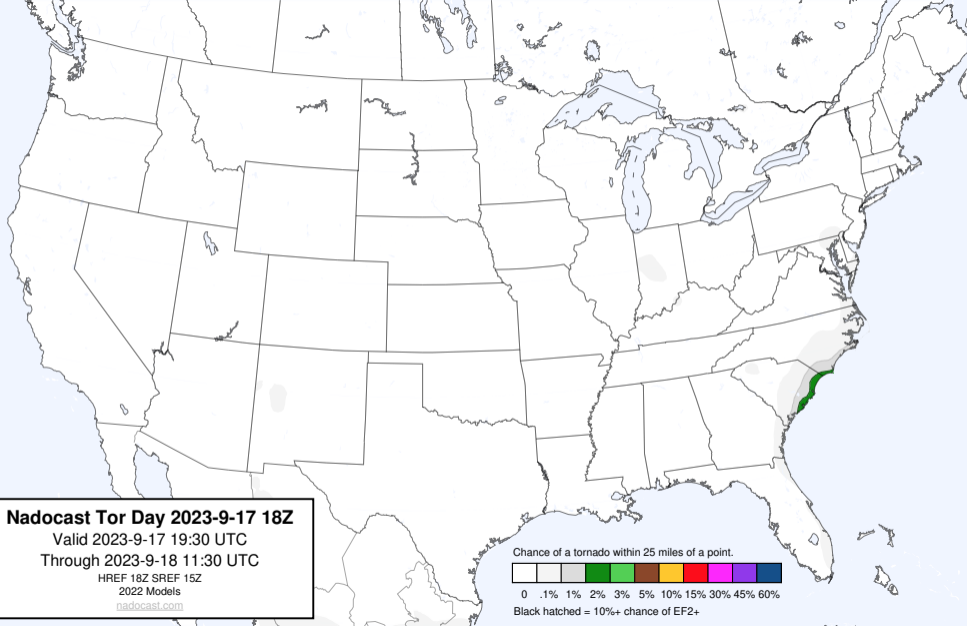 Nadocast Tor Day 2023-9-17 18Z
Valid 2023-9-17 19:30 UTC
Through 2023-9-18 11:30 UTC
HREF 18Z SREF 15Z
2022 Models
nadocast.com
Chance of a tornado within 25 miles of a point.
0 .1% 1% 2% 3% 5% 10% 15% 30% 45% 60%
Black hatched = 10%+ chance of EF2+